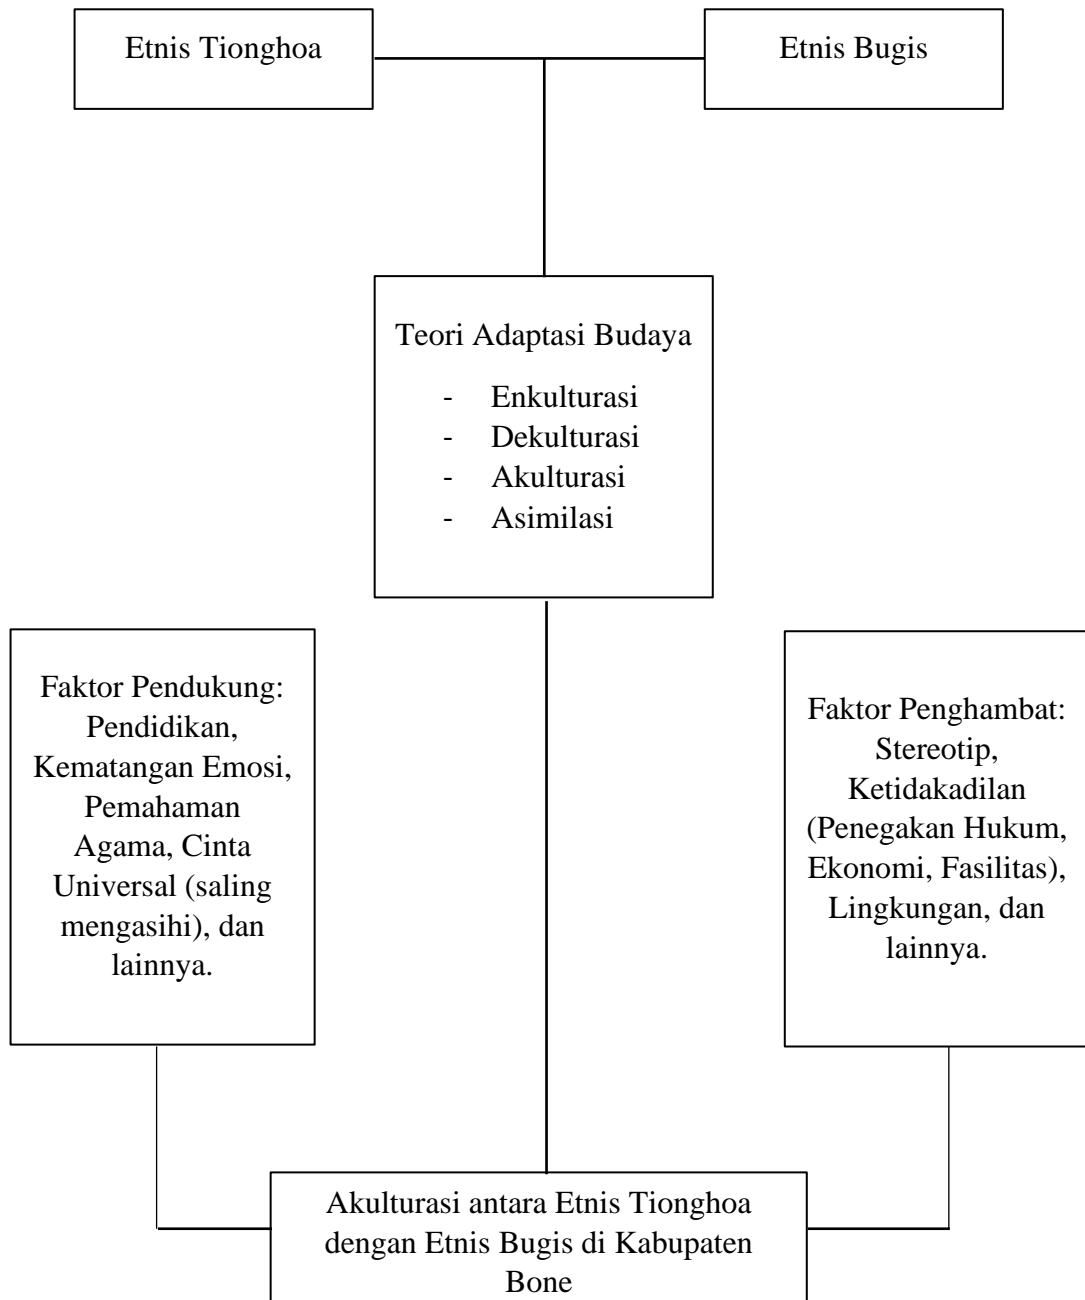 Etnis Tionghoa
Etnis Bugis
Teori Adaptasi Budaya
- Enkulturasi
- Dekulturasi
- Akulturasi
- Asimilasi
Faktor Pendukung:
Pendidikan,
Kematangan Emosi,
Pemahaman
Agama, Cinta
Universal (saling
mengasihi), dan
lainnya.
Faktor Penghambat:
Stereotip,
Ketidakadilan
(Penegakan Hukum,
Ekonomi, Fasilitas),
Lingkungan, dan
lainnya.
Akulturasi antara Etnis Tionghoa
dengan Etnis Bugis di Kabupaten
Bone